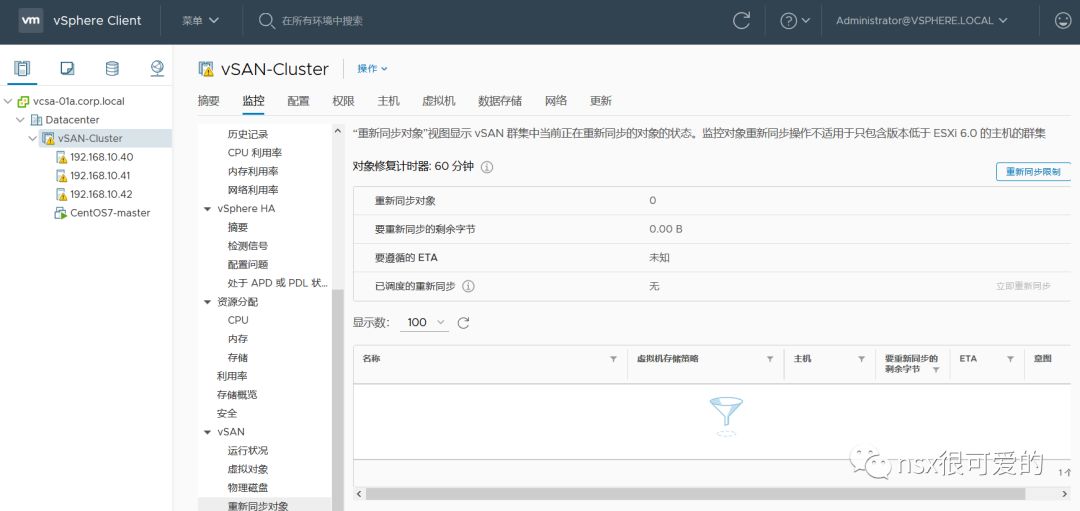 vm vSphere Client 菜单 在所有环境中搜索 Administrator@VSPHERE.LOCAL
vSAN-Cluster 操作
摘要 监控 配置 权限 主机 虚拟机 数据存储 网络 更新
vcsa-01a.corp.local
Datacenter
vSAN-Cluster
192.168.10.40
192.168.10.41
192.168.10.42
CentOS7-master
历史记录
CPU 利用率
内存利用率
网络利用率
vSphere HA
摘要
检测信号
配置问题
处于 APD 或 PDL 状...
资源分配
CPU
内存
存储
利用率
存储概览
安全
vSAN
运行状况
虚拟对象
物理磁盘
重新同步对象
“重新同步对象”视图显示 vSAN 群集中当前正在重新同步的对象的状态。监控对象重新同步操作不适用于只包含版本低于 ESXi 6.0 的主机的群集
对象修复计时器: 60 分钟
重新同步限制
重新同步对象 0
要重新同步的剩余字节 0.00 B
要遵循的 ETA 未知
已调度的重新同步 无 立即重新同步
显示数: 100
名称 虚拟机存储策略 主机 要重新同步的 ETA 意图
剩余字节
nsx很可爱的
1个